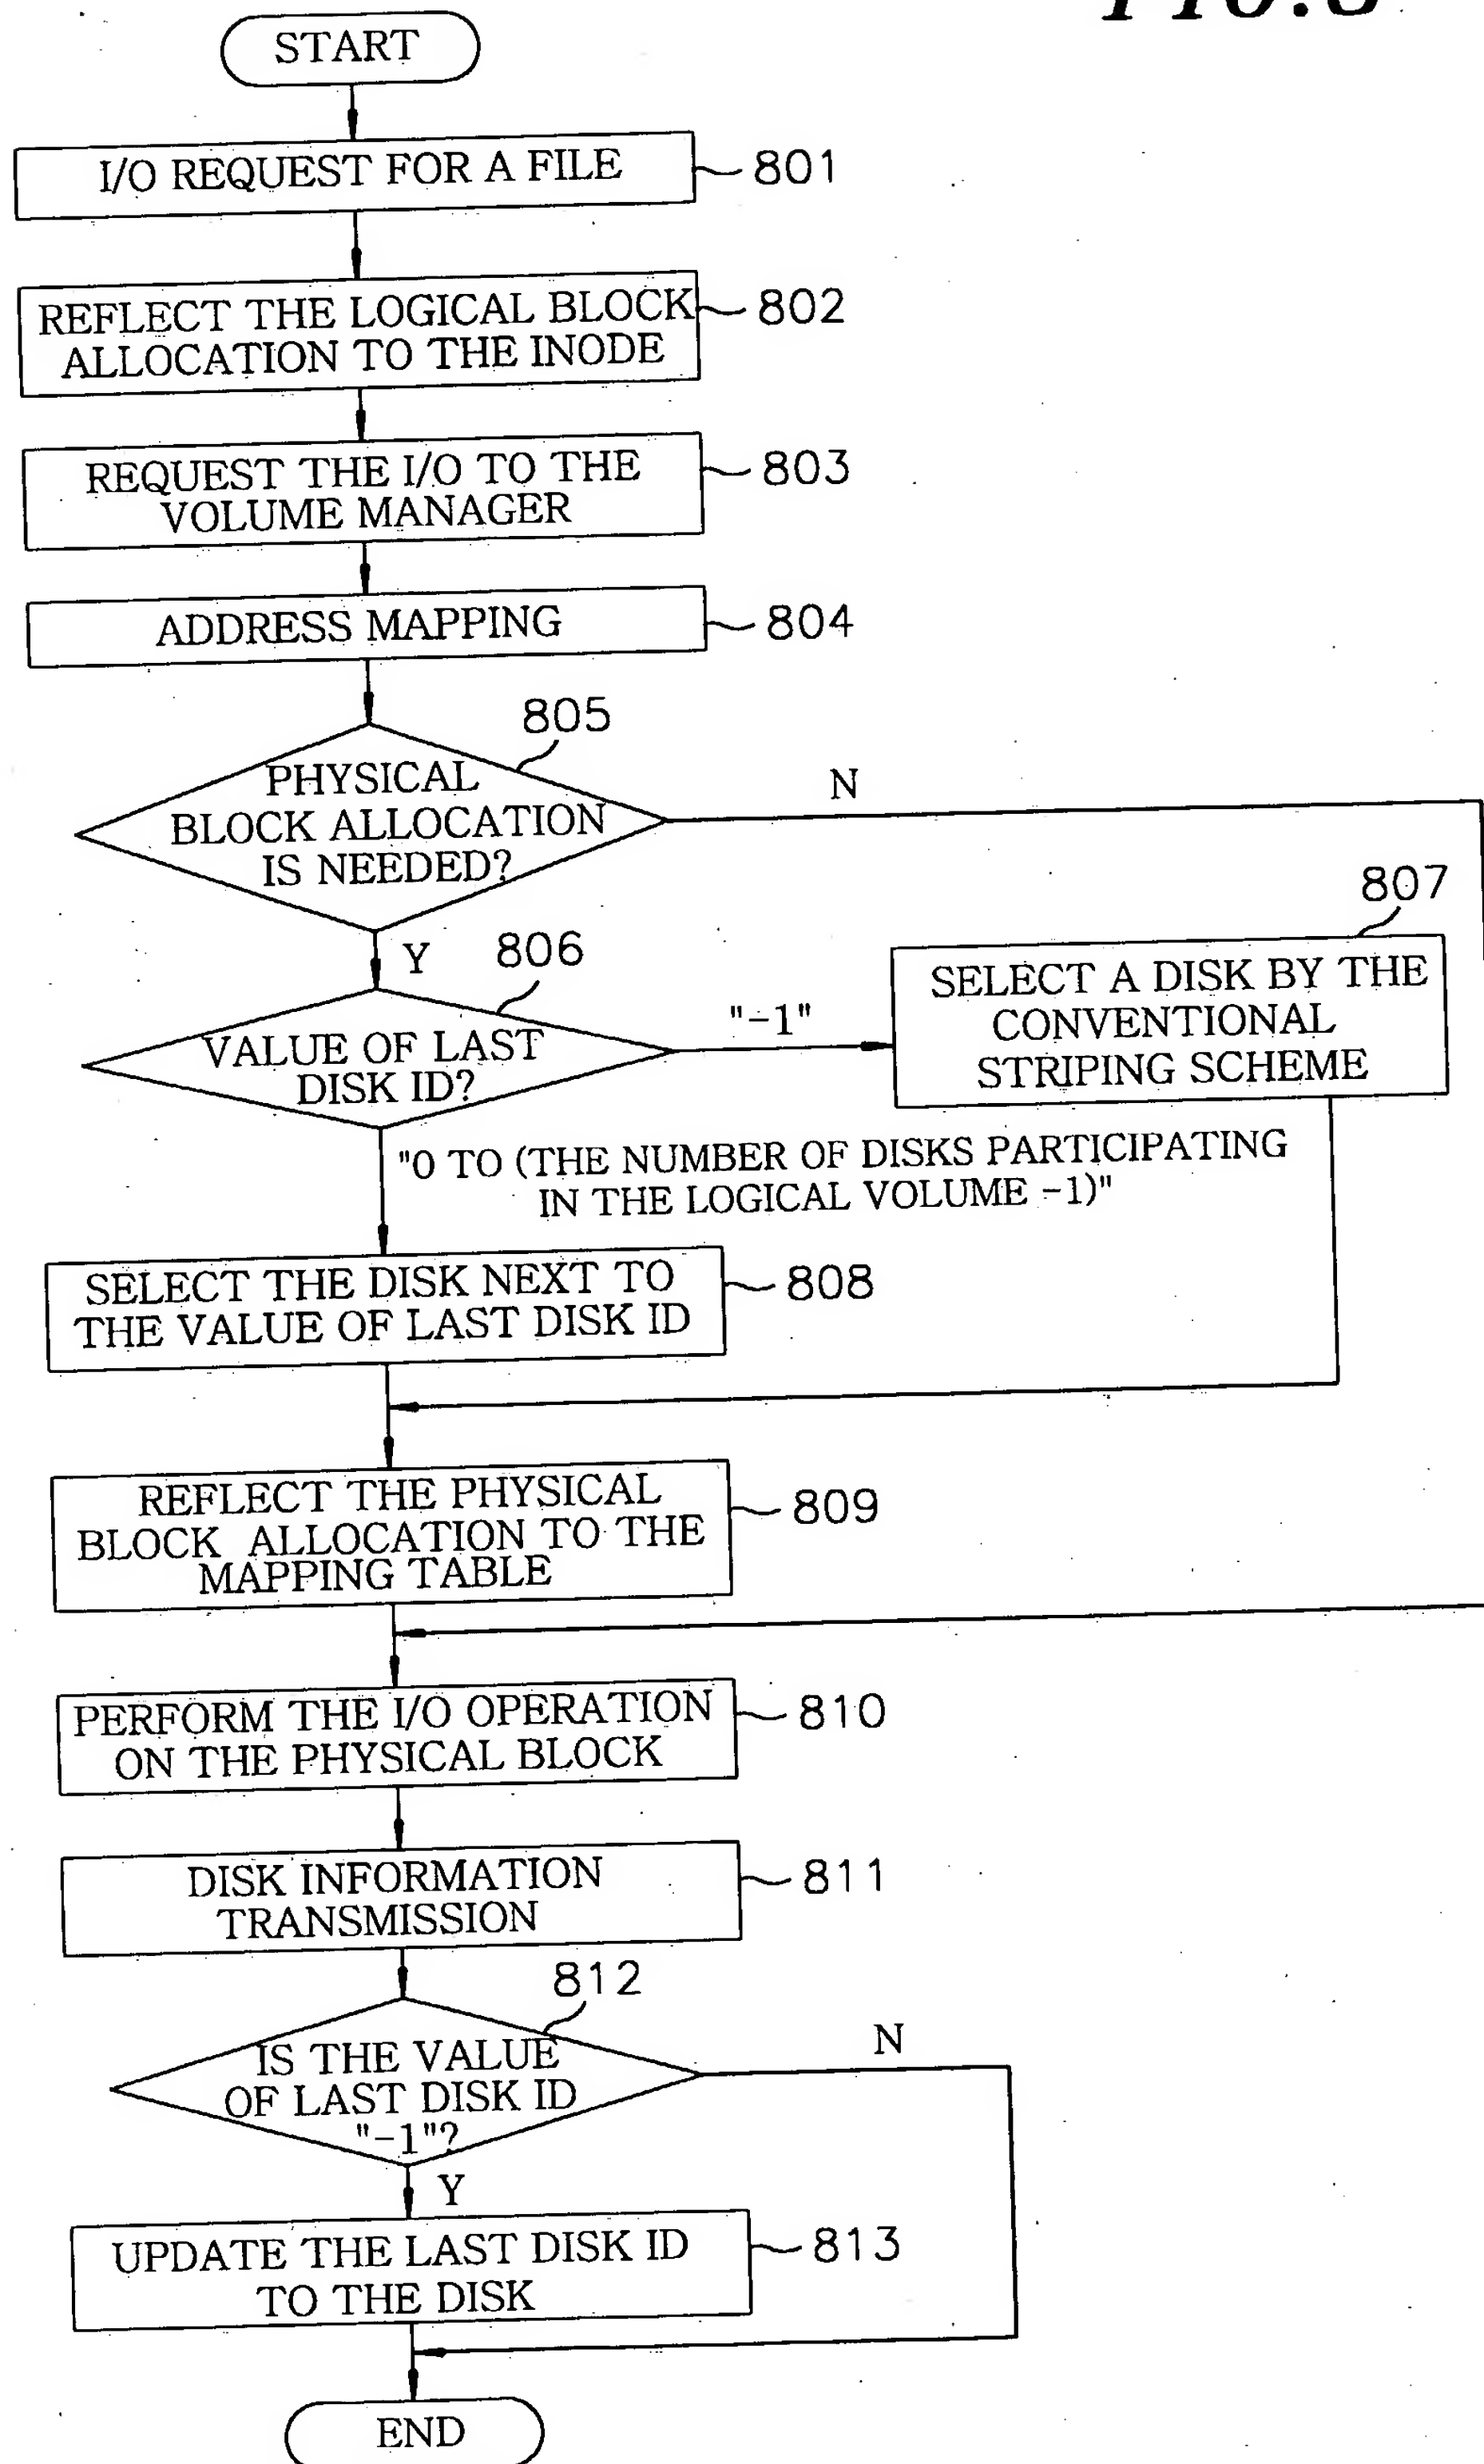 START
I/O REQUEST FOR A FILE
801
REFLECT THE LOGICAL BLOCK
ALLOCATION TO THE INODE
802
REQUEST THE I/O TO THE
VOLUME MANAGER
803
ADDRESS MAPPING
804
805
PHYSICAL
BLOCK ALLOCATION
IS NEEDED?
N
Y
806
VALUE OF LAST
DISK ID?
"-1"
807
SELECT A DISK BY THE
CONVENTIONAL
STRIPING SCHEME
"0 TO (THE NUMBER OF DISKS PARTICIPATING
IN THE LOGICAL VOLUME -1)"
SELECT THE DISK NEXT TO
THE VALUE OF LAST DISK ID
808
REFLECT THE PHYSICAL
BLOCK ALLOCATION TO THE
MAPPING TABLE
809
PERFORM THE I/O OPERATION
ON THE PHYSICAL BLOCK
810
DISK INFORMATION
TRANSMISSION
811
812
IS THE VALUE
OF LAST DISK ID
"-1"?
N
Y
UPDATE THE LAST DISK ID
TO THE DISK
813
END